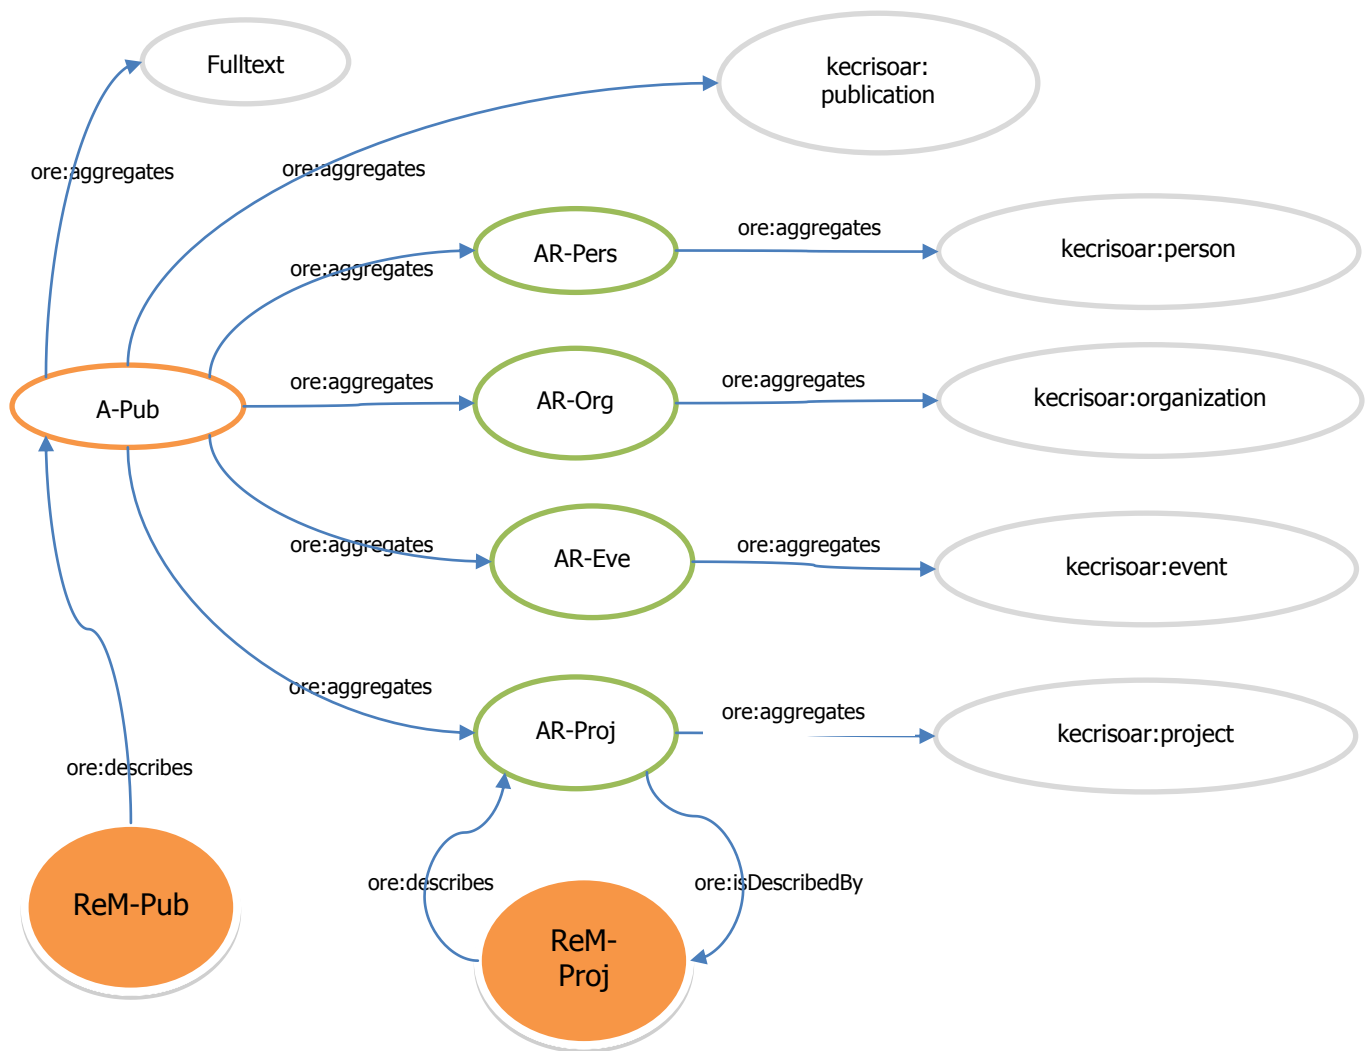 Fulltext
kecrisoar:
publication
ore:aggregates
ore:aggregates
AR-Pers
ore:aggregates
kecrisoar:person
ore:aggregates
A-Pub
ore:aggregates
AR-Org
ore:aggregates
kecrisoar:organization
ore:aggregates
AR-Eve
ore:aggregates
kecrisoar:event
ore:aggregates
AR-Proj
ore:aggregates
kecrisoar:project
ore:describes
ReM-Pub
ore:describes
ore:isDescribedBy
ReM-
Proj